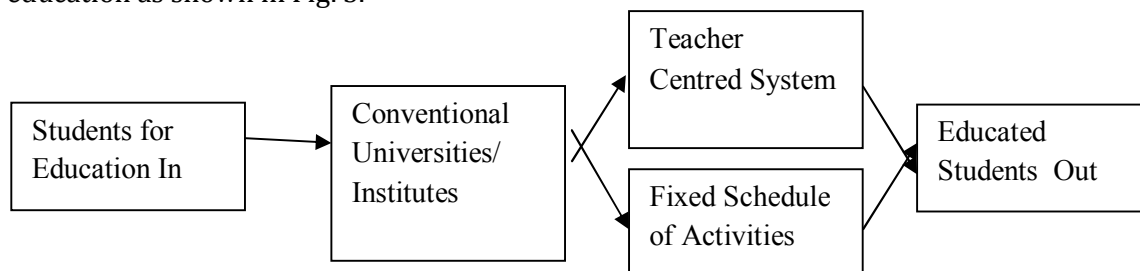 education as shown in Fig. 3.
Students for
Education In
Conventional
Universities/
Institutes
Teacher
Centred System
Fixed Schedule
of Activities
Educated
Students Out